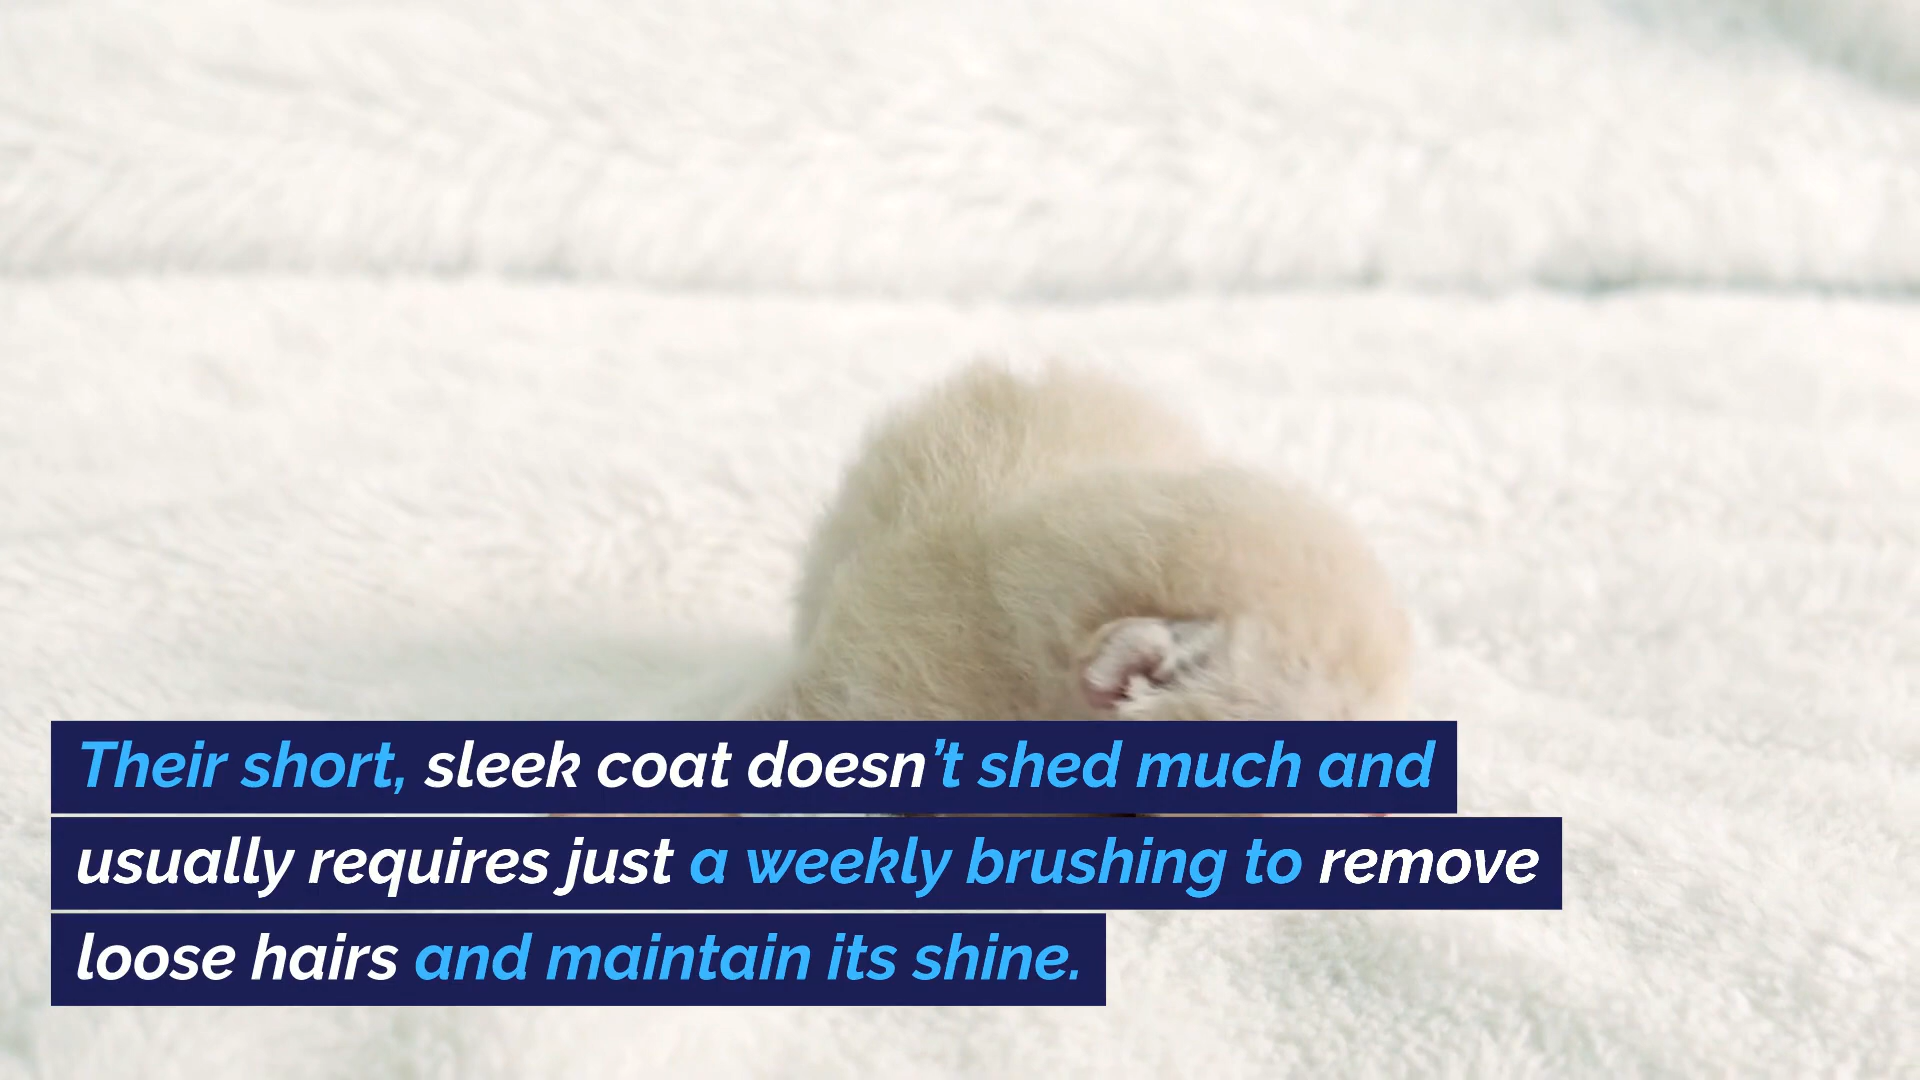 Their short, sleek coat doesn’t shed much and
usually requires just a weekly brushing to remove
loose hairs and maintain its shine.